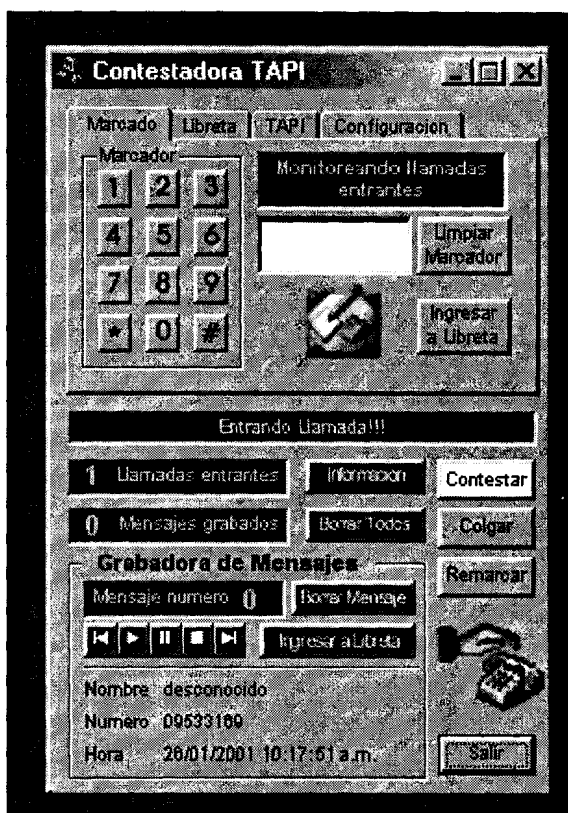 Contestadora TAPI
Marcado Libreta TAPI Configuracion
Marcador
1 2 3
4 5 6
7 8 9
* 0 #
Monitoreando llamadas
entrantes
Limpiar
Marcador
Ingresar
a Libreta
Entrando Llamada!!!
1 Llamadas entrantes
Informacion
Contestar
0 Mensajes grabados
Borrar Todos
Colgar
Grabadora de Mensajes
Remarcar
Mensaje numero 0
Borrar Mensaje
Ingresar a Libreta
Nombre desconocido
Numero 09533169
Hora 26/01/2001 10:17:51 a.m.
Salir